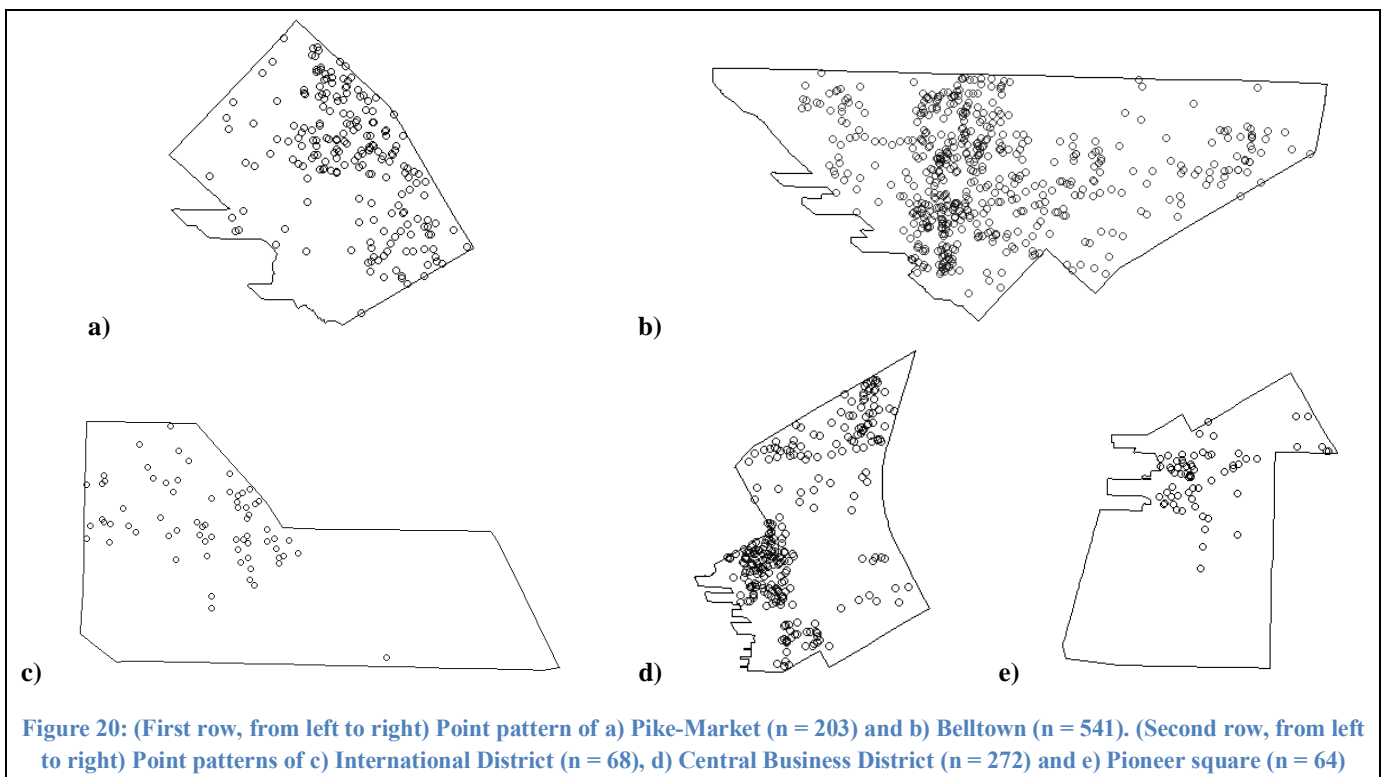 a)
b)
c)
d)
e)
Figure 20: (First row, from left to right) Point pattern of a) Pike-Market (n = 203) and b) Belltown (n = 541). (Second row, from left
to right) Point patterns of c) International District (n = 68), d) Central Business District (n = 272) and e) Pioneer square (n = 64)